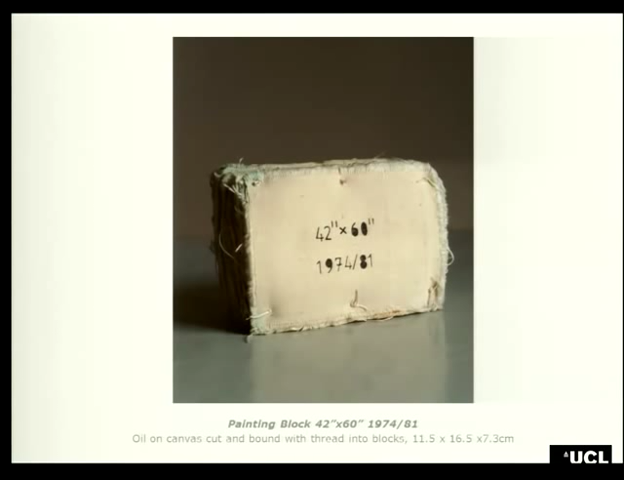 42"×60"
1974/81
Painting Block 42"x60" 1974/81
Oil on canvas cut and bound with thread into blocks, 11.5 x 16.5 x7.3cm
UCL